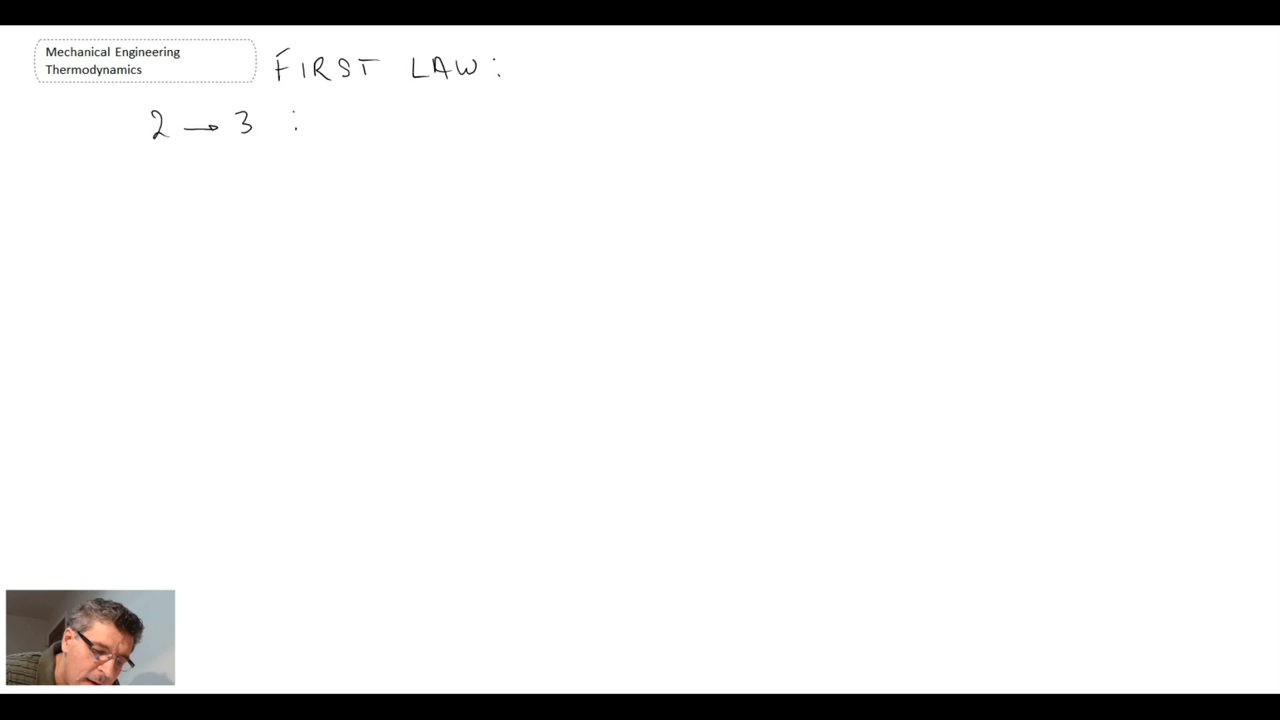 Mechanical Engineering
Thermodynamics
FIRST LAW:
2 → 3 :